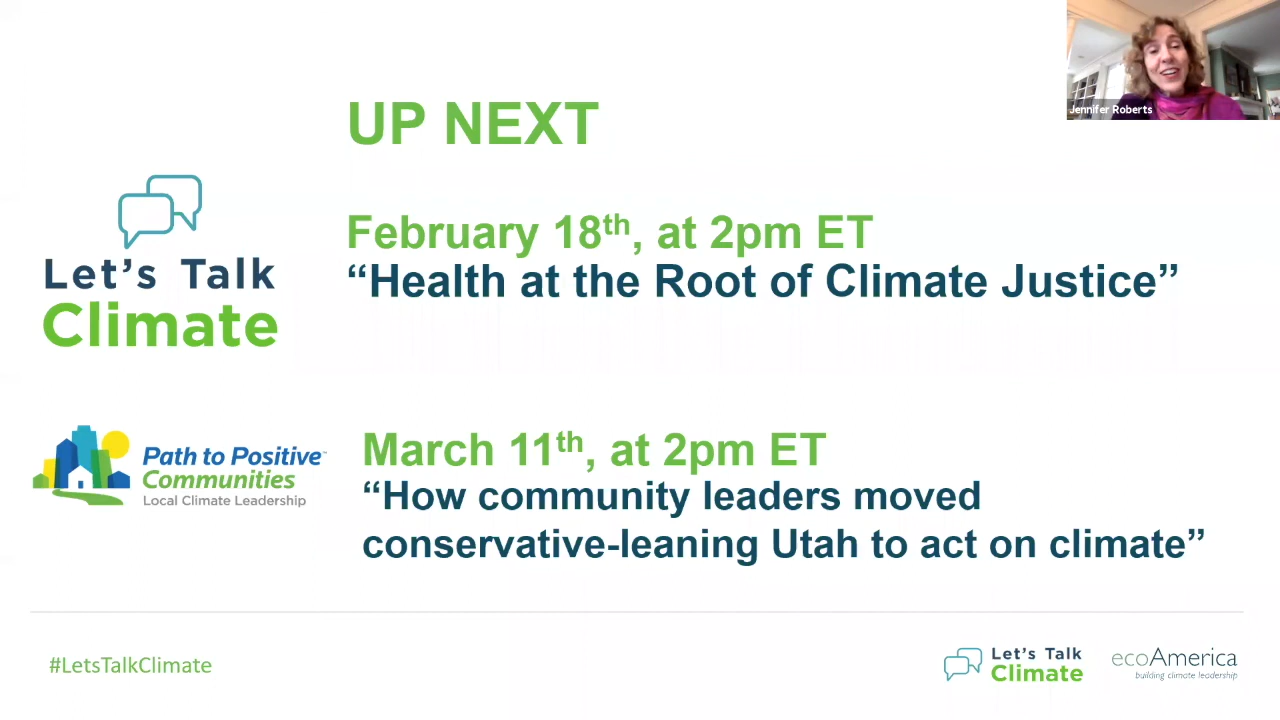 Jennifer Roberts
UP NEXT
Let's Talk
Climate
February 18th, at 2pm ET
“Health at the Root of Climate Justice”
Path to Positive™
Communities
Local Climate Leadership
March 11th, at 2pm ET
“How community leaders moved
conservative-leaning Utah to act on climate”
#LetsTalkClimate
Let's Talk
Climate
ecoAmerica
building climate leadership